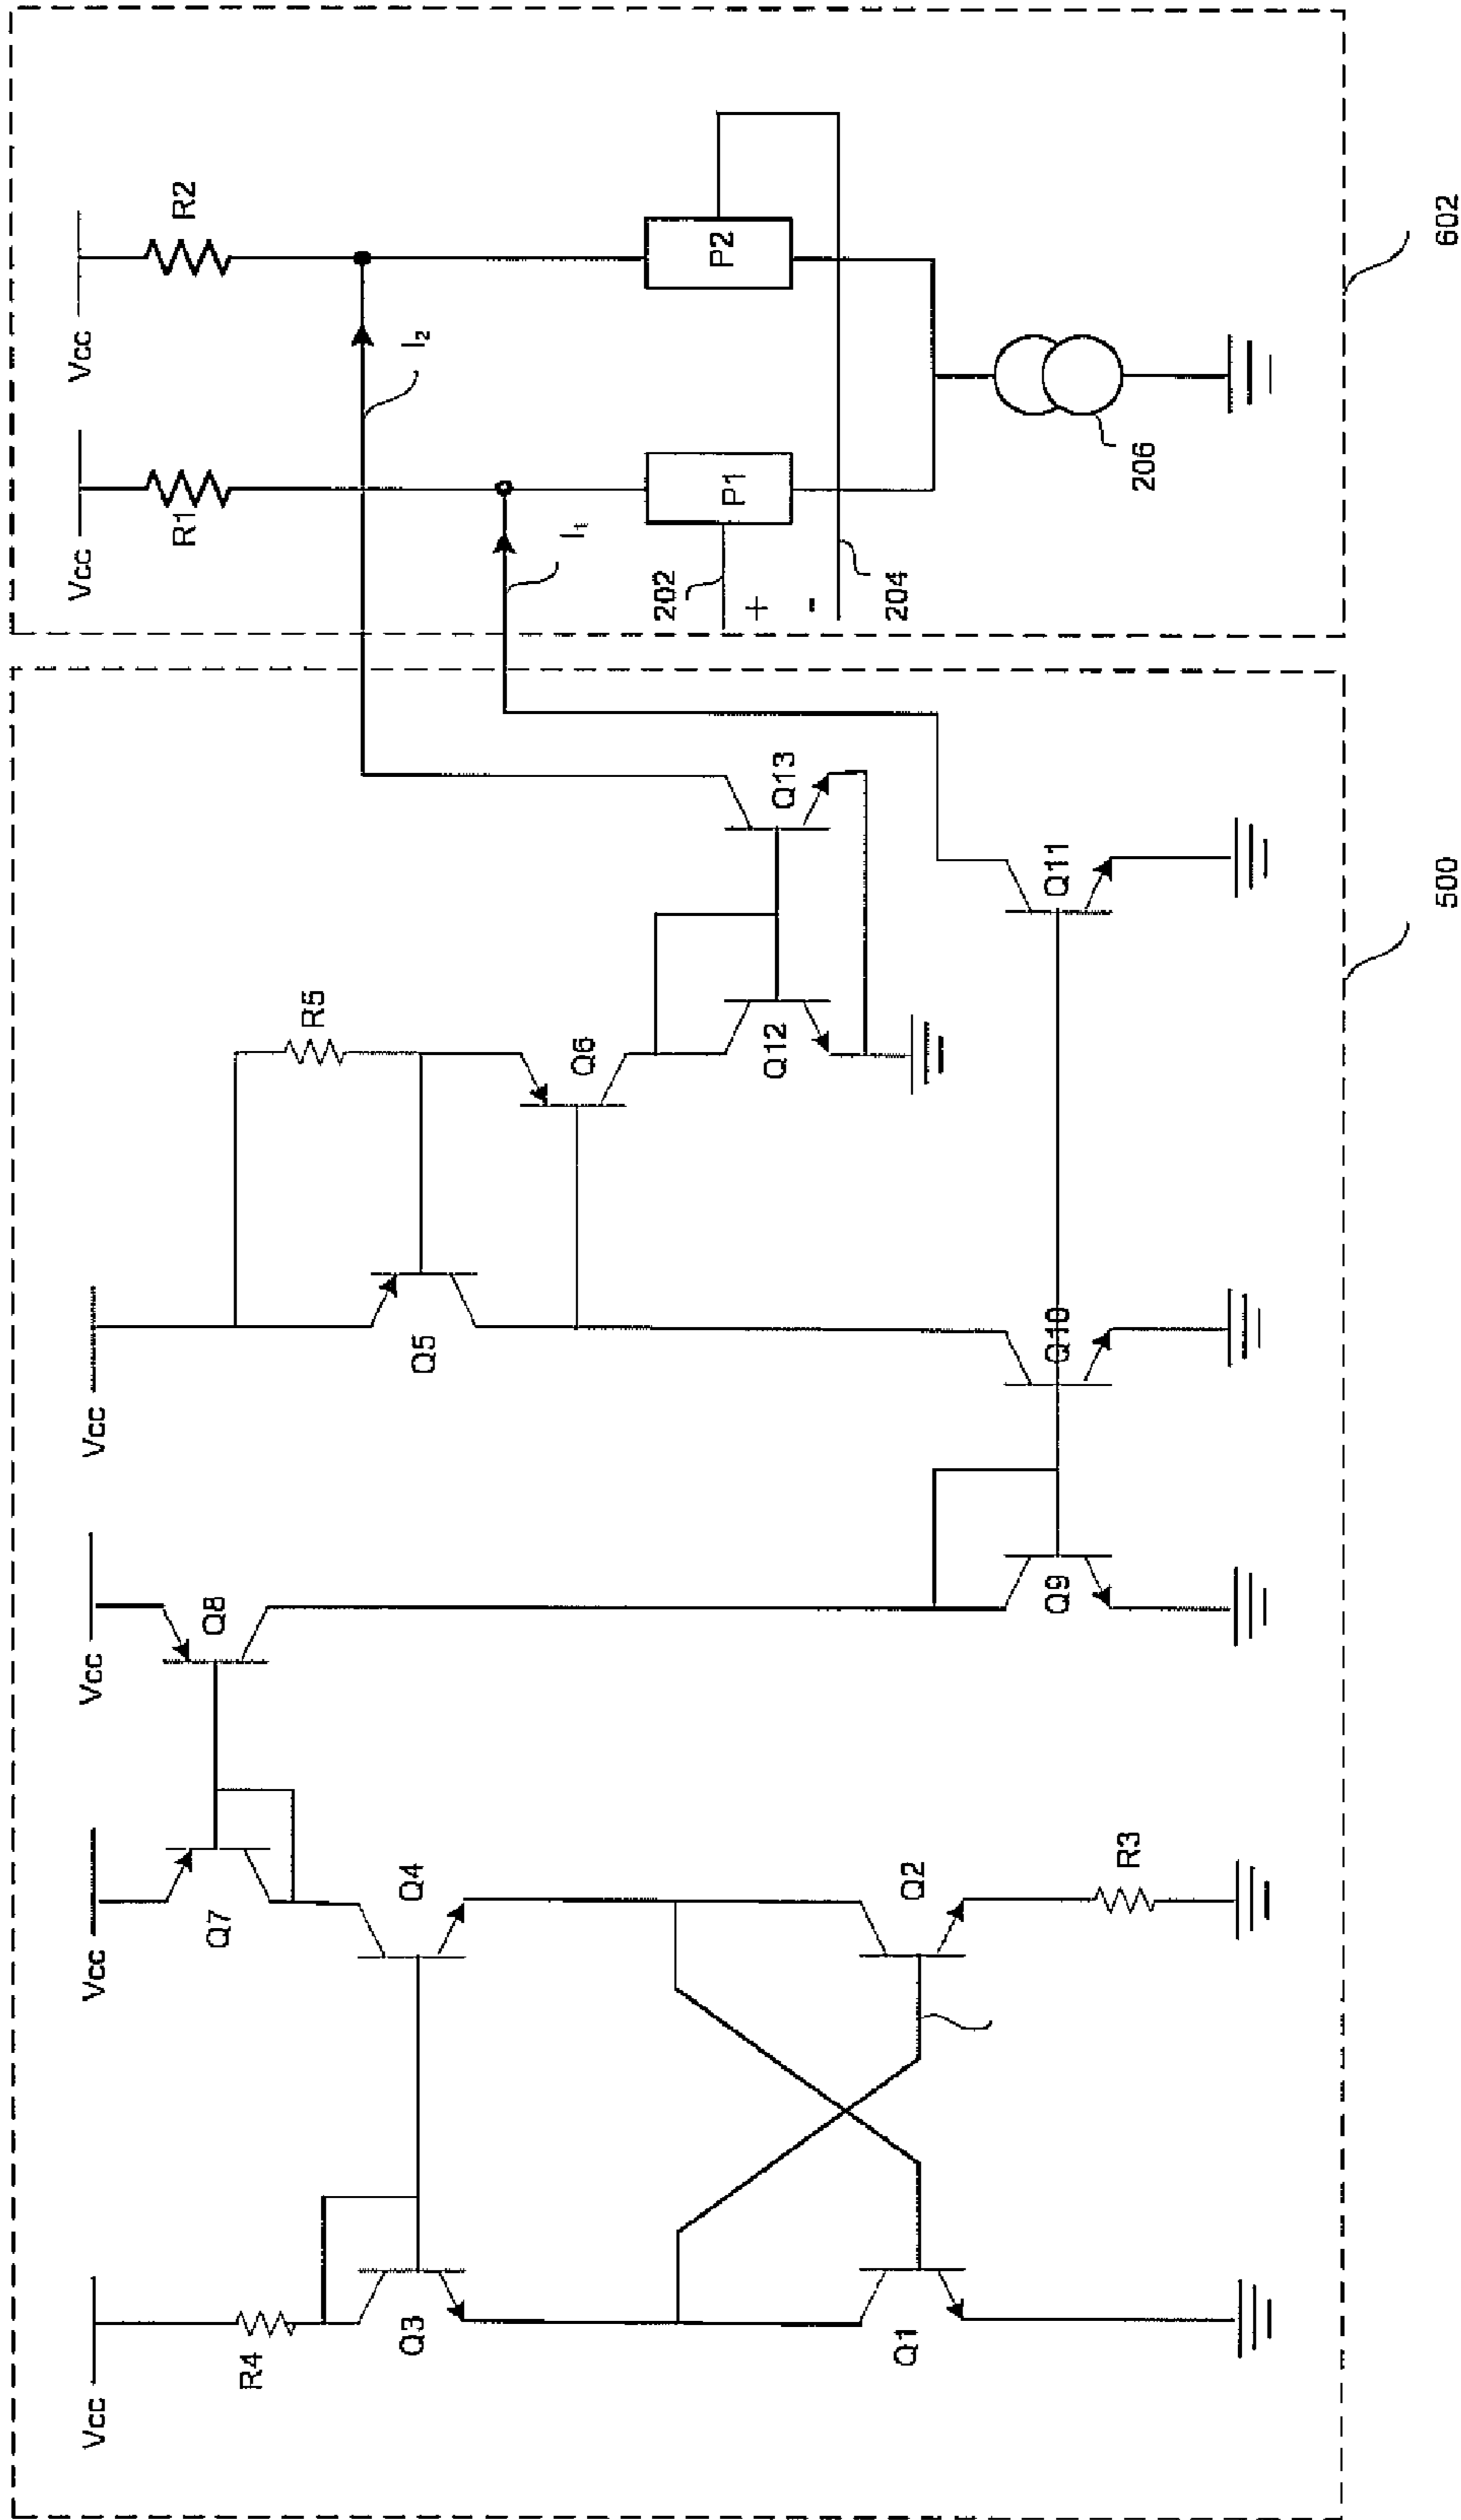 Vcc
Vcc
Vcc
Vcc
Vcc
Vcc
R4
Q7
Q8
R5
R1
R2
Q3
Q4
Q5
Q6
I₁
I₂
Q12
Q13
202
+
-
P1
P2
204
Q1
Q2
R3
Q9
Q10
Q11
206
500
602